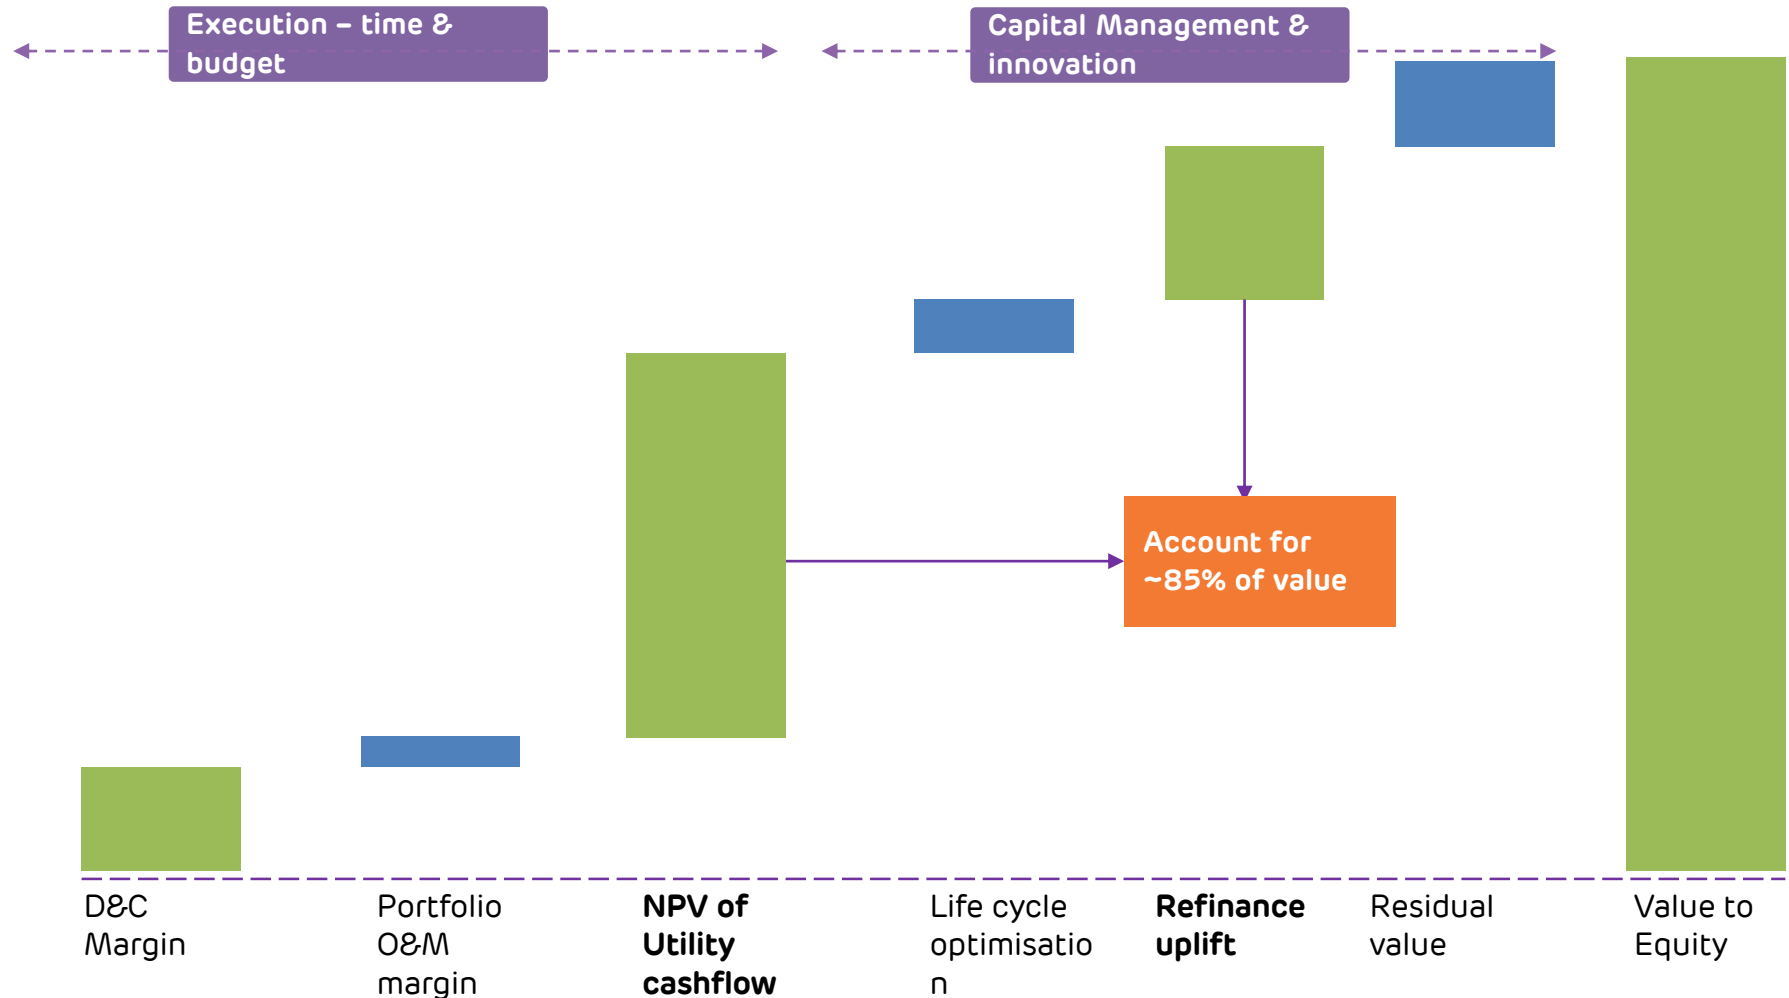 Execution – time &
budget
Capital Management &
innovation
Account for
~85% of value
D&C
Margin
Portfolio
O&M
margin
NPV of
Utility
cashflow
Life cycle
optimisatio
n
Refinance
uplift
Residual
value
Value to
Equity